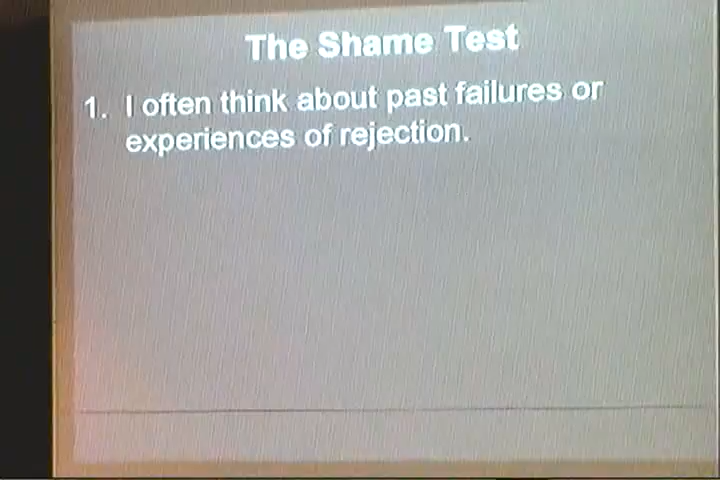 The Shame Test
1. I often think about past failures or
experiences of rejection.